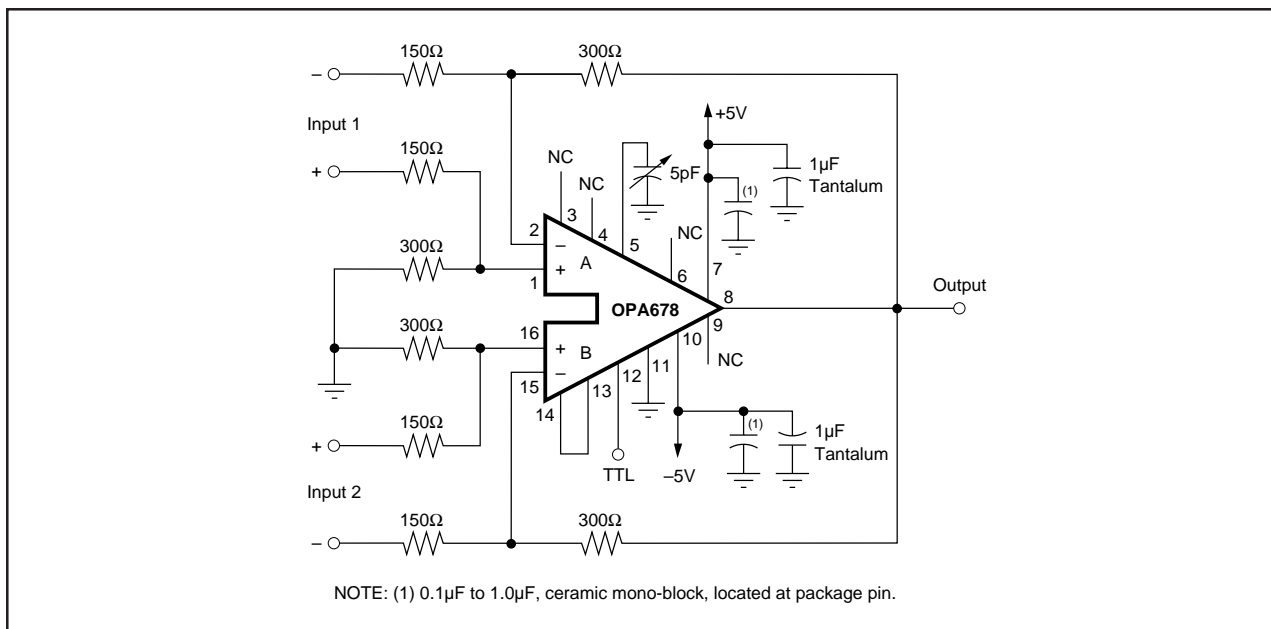 150Ω
300Ω
–
Input 1
+5V
150Ω
+
NC
NC
5pF
1µF
Tantalum
(1)
NC
2
3
4
5
6
7
–
A
300Ω
+
1
8
Output
OPA678
9
300Ω
16
+
B
10
–
15
11
NC
12
13
14
150Ω
+
(1)
1µF
Tantalum
TTL
–5V
Input 2
150Ω
300Ω
–
NOTE: (1) 0.1µF to 1.0µF, ceramic mono-block, located at package pin.